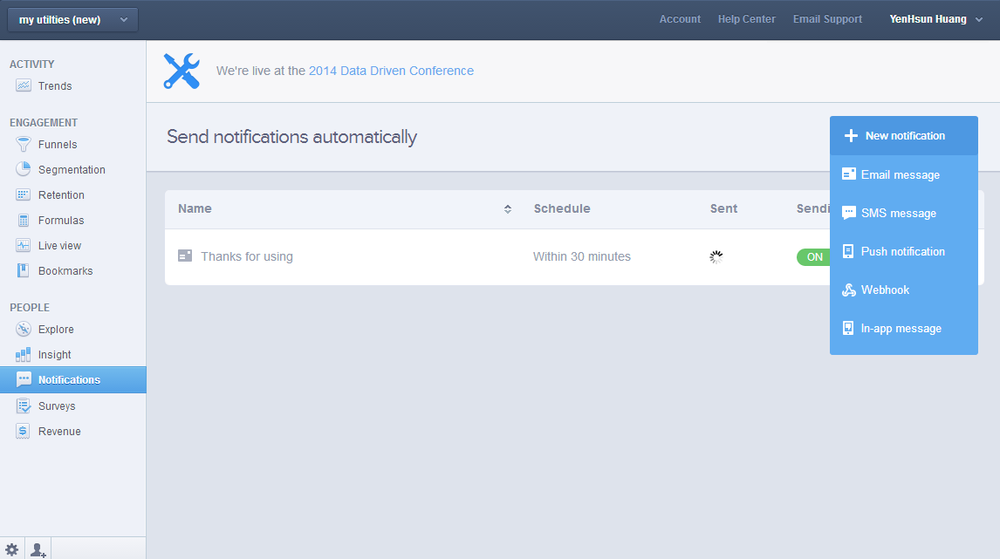 my utilties (new)
Account Help Center Email Support YenHsun Huang
ACTIVITY
Trends
ENGAGEMENT
Funnels
Segmentation
Retention
Formulas
Live view
Bookmarks
PEOPLE
Explore
Insight
Notifications
Surveys
Revenue
We're live at the 2014 Data Driven Conference
Send notifications automatically
Name Schedule Sent Sendi
Thanks for using Within 30 minutes ON
New notification
Email message
SMS message
Push notification
Webhook
In-app message